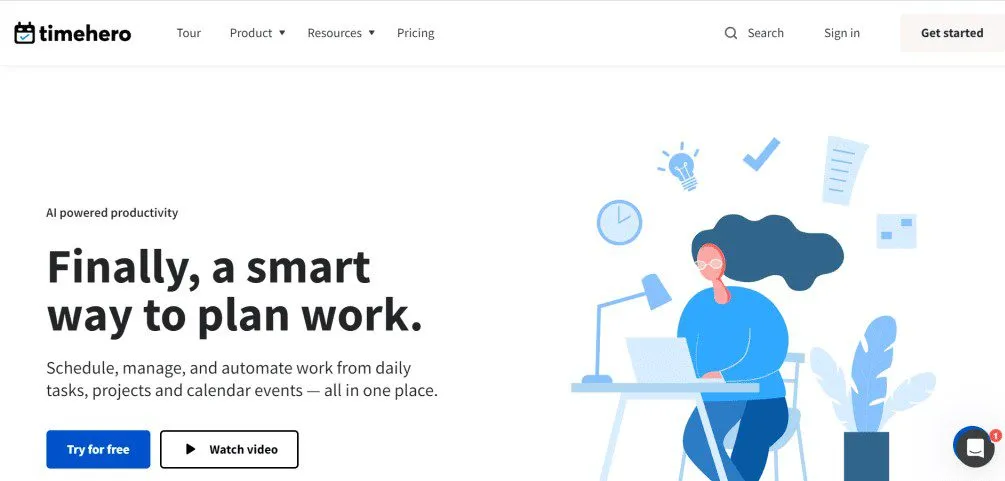 timehero
Tour
Product
Resources
Pricing
Search
Sign in
Get started
AI powered productivity
Finally, a smart
way to plan work.
Schedule, manage, and automate work from daily
tasks, projects and calendar events — all in one place.
Try for free
Watch video
1